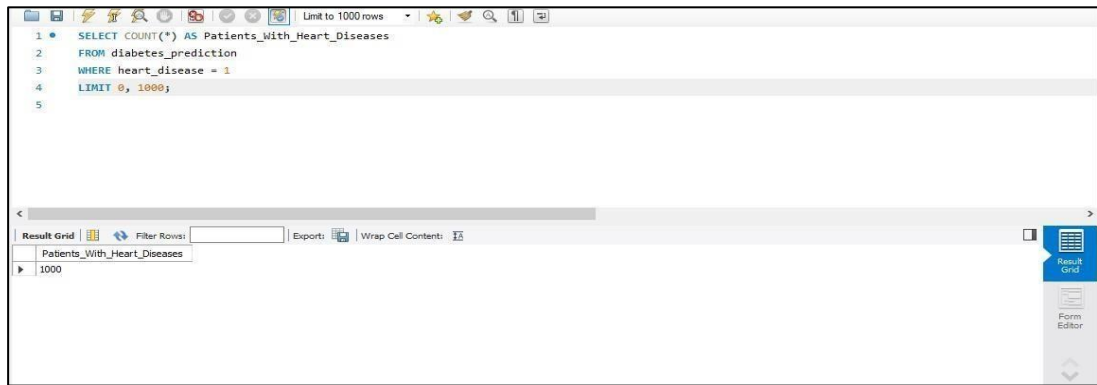 Limit to 1000 rows
1 SELECT COUNT(*) AS Patients_With_Heart_Diseases
2 FROM diabetes_prediction
3 WHERE heart_disease = 1
4 LIMIT 0, 1000;
5
Result Grid Filter Rows: Export: Wrap Cell Content:
Patients_With_Heart_Diseases
1000
Result
Grid
Form
Editor